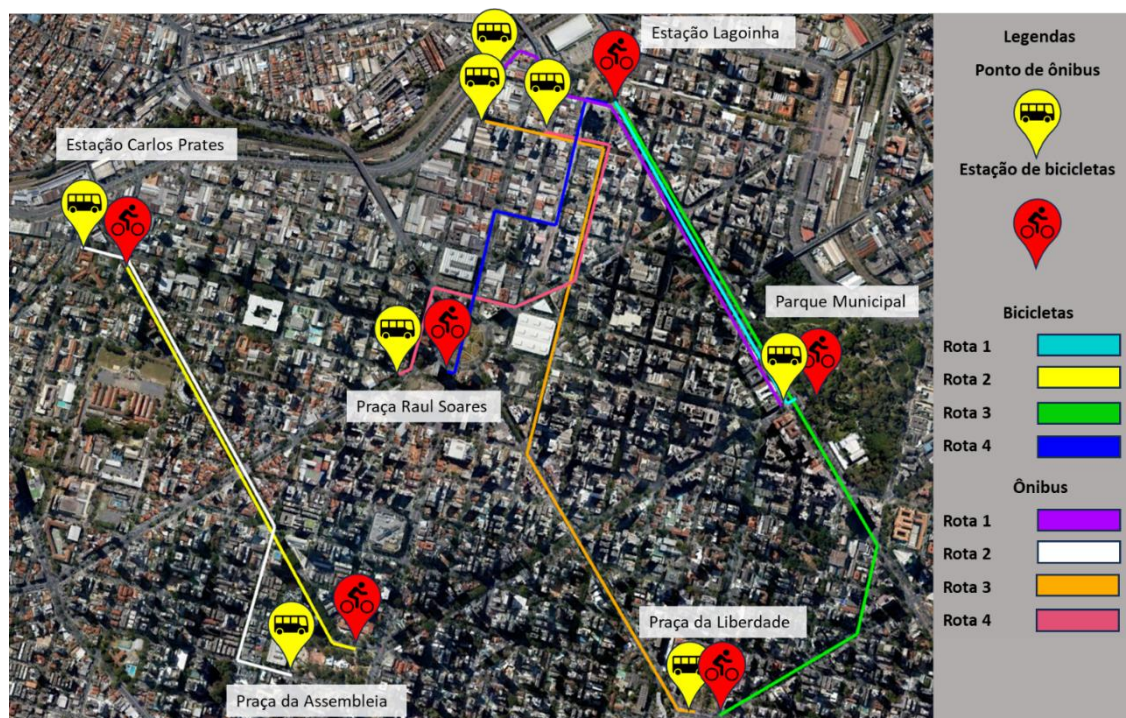 Estação Lagoinha
Estação Carlos Prates
Parque Municipal
Praça Raul Soares
Praça da Liberdade
Praça da Assembleia
Legendas
Ponto de ônibus
Estação de bicicletas
Bicicletas
Rota 1
Rota 2
Rota 3
Rota 4
Ônibus
Rota 1
Rota 2
Rota 3
Rota 4